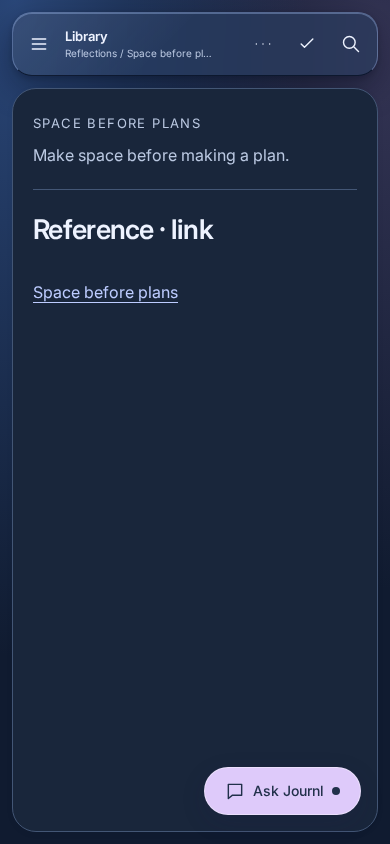 Library
Reflections / Space before pl...
SPACE BEFORE PLANS
Make space before making a plan.
Reference · link
Space before plans
Ask Journl